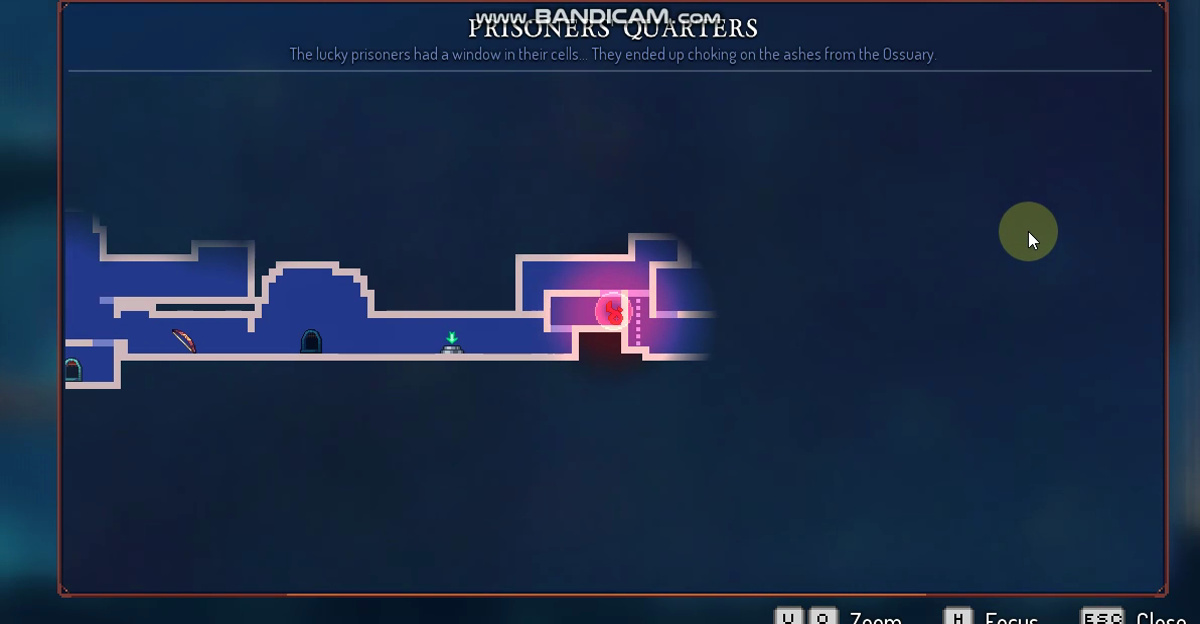 www.BANDICAM.com
PRISONERS' QUARTERS
The lucky prisoners had a window in their cells... They ended up choking on the ashes from the Ossuary.
Zoom H Focus ESC Close